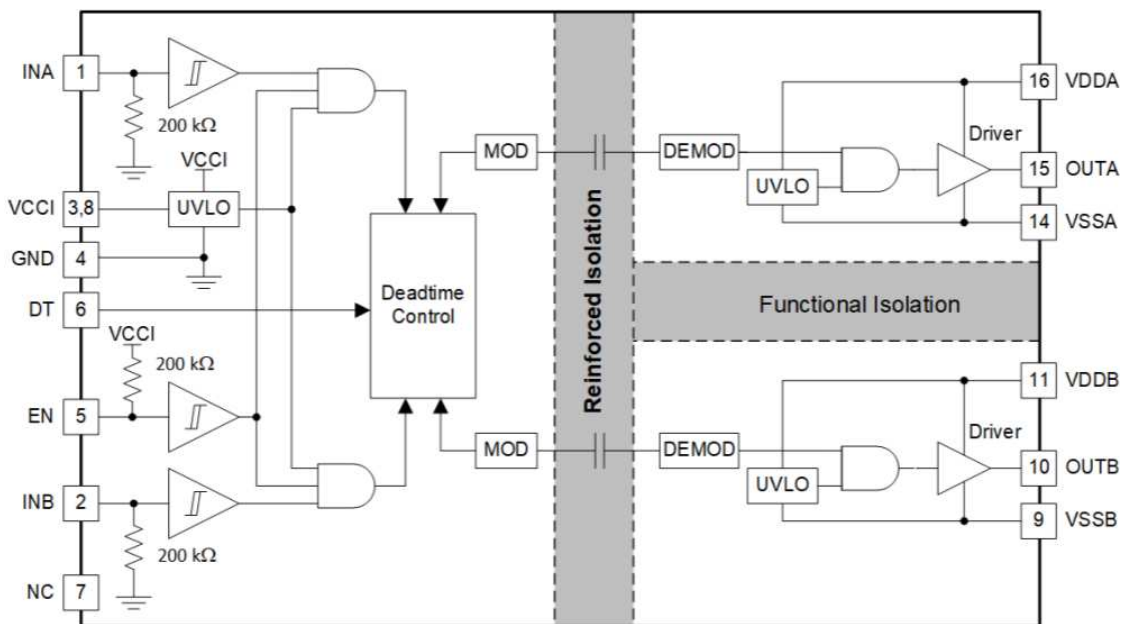 INA 1
200 kΩ
VCCI
VCCI 3,8 UVLO
GND 4
DT 6
VCCI
200 kΩ
EN 5
INB 2
200 kΩ
NC 7
Deadtime
Control
MOD
MOD
Reinforced Isolation
Functional Isolation
DEMOD
UVLO
Driver
16 VDDA
15 OUTA
14 VSSA
DEMOD
UVLO
Driver
11 VDDB
10 OUTB
9 VSSB